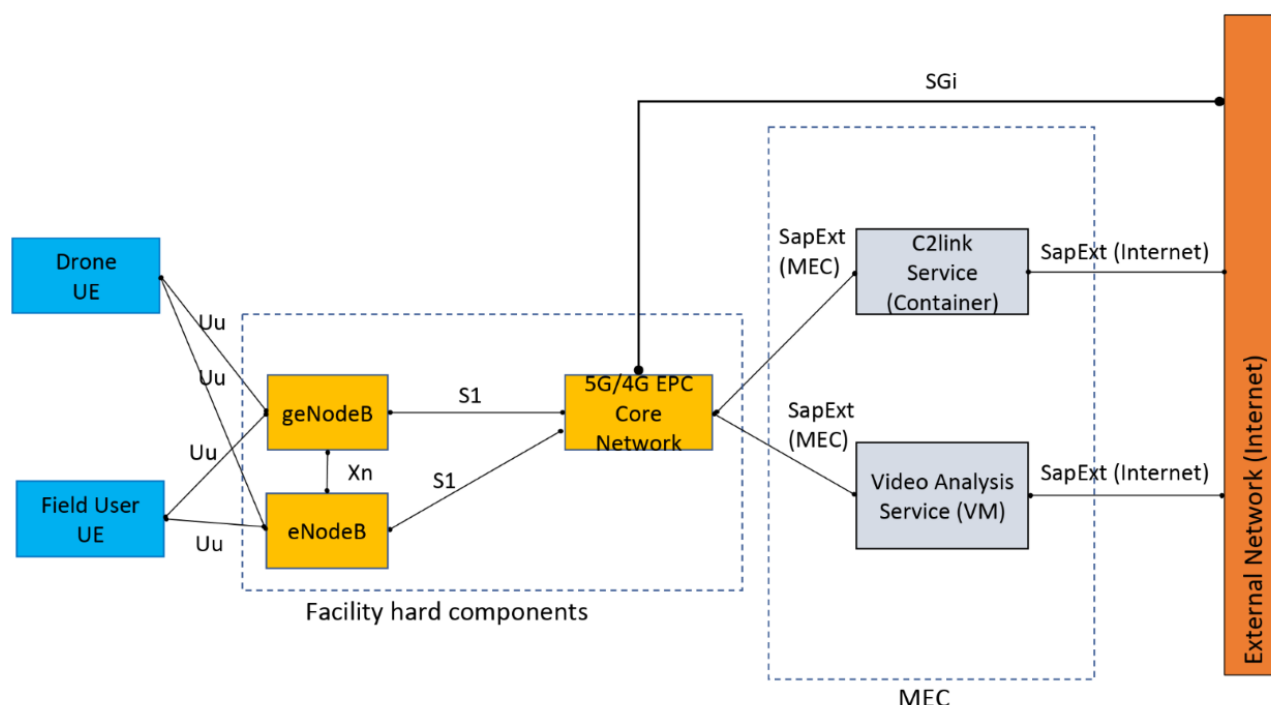 SGi
SapExt
(MEC)
C2link
Service
(Container)
SapExt (Internet)
Drone
UE
Uu
Uu
geNodeB
S1
5G/4G EPC
Core
Network
SapExt
(MEC)
Uu
Xn
S1
Field User
UE
eNodeB
Uu
Video Analysis
Service (VM)
SapExt (Internet)
External Network (Internet)
Facility hard components
MEC